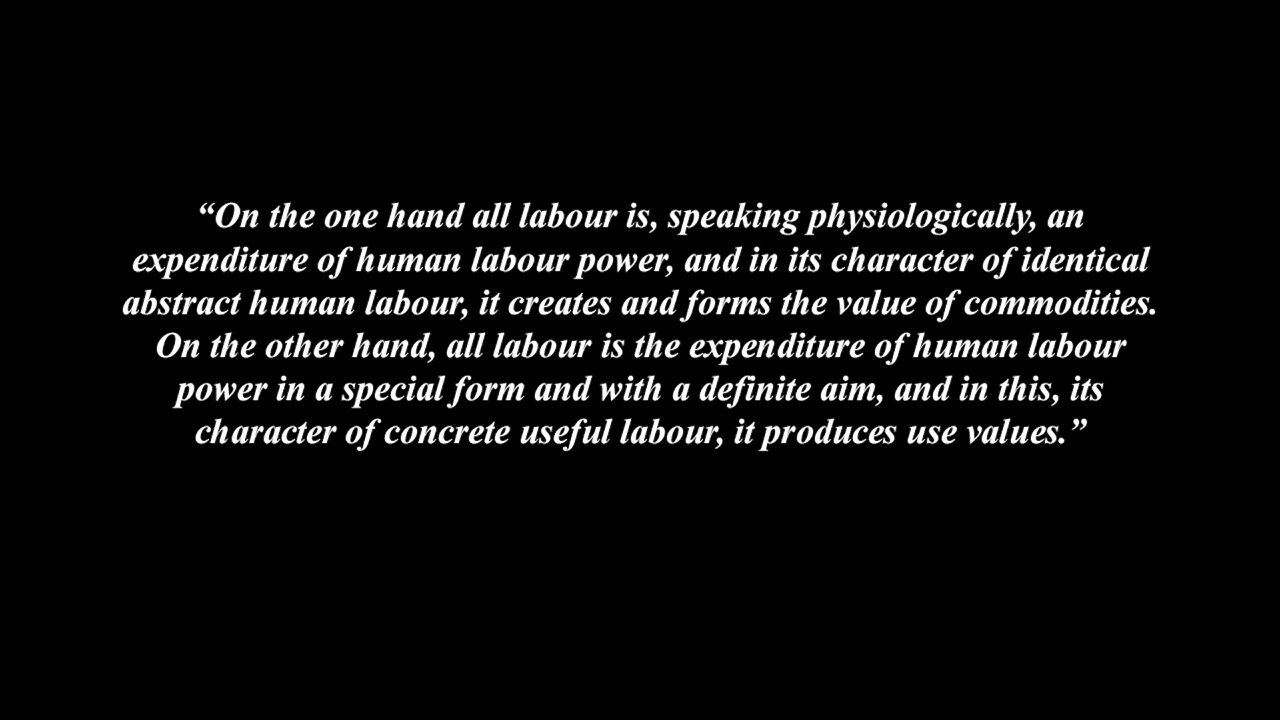 “On the one hand all labour is, speaking physiologically, an
expenditure of human labour power, and in its character of identical
abstract human labour, it creates and forms the value of commodities.
On the other hand, all labour is the expenditure of human labour
power in a special form and with a definite aim, and in this, its
character of concrete useful labour, it produces use values.”